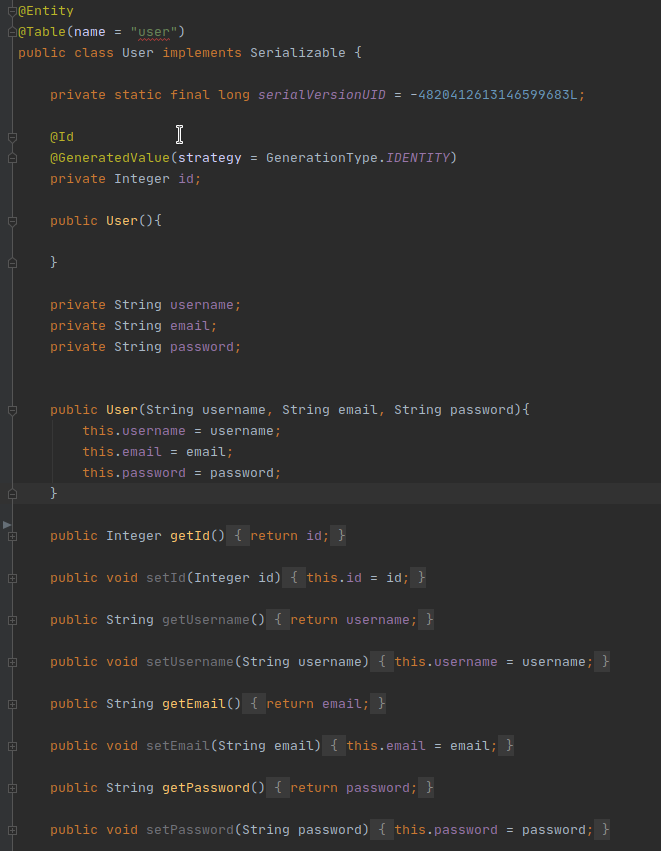 @Entity
@Table(name = "user")
public class User implements Serializable {
private static final long serialVersionUID = -4820412613146599683L;
@Id
@GeneratedValue(strategy = GenerationType.IDENTITY)
private Integer id;
public User(){
}
private String username;
private String email;
private String password;
public User(String username, String email, String password){
this.username = username;
this.email = email;
this.password = password;
}
public Integer getId() { return id; }
public void setId(Integer id) { this.id = id; }
public String getUsername() { return username; }
public void setUsername(String username) { this.username = username; }
public String getEmail() { return email; }
public void setEmail(String email) { this.email = email; }
public String getPassword() { return password; }
public void setPassword(String password) { this.password = password; }